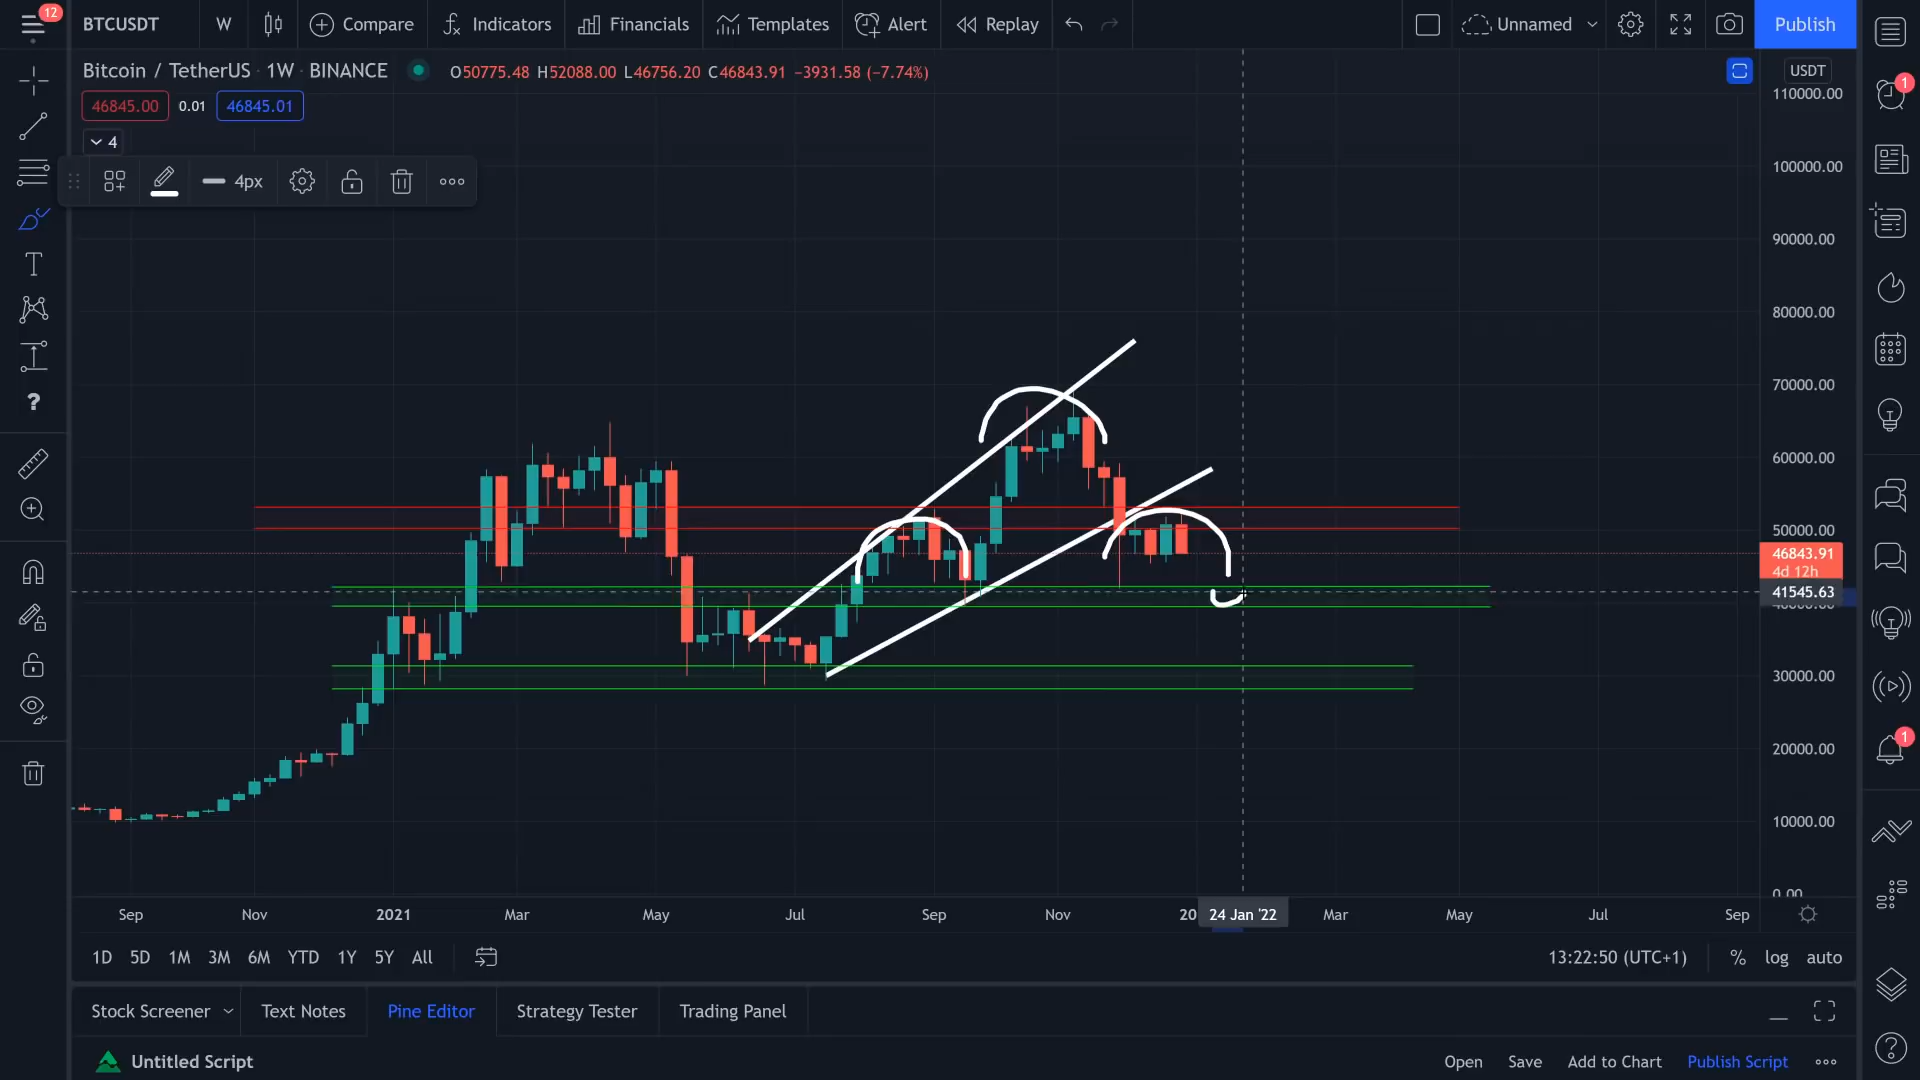 12
BTCUSDT W Compare Indicators Financials Templates Alert Replay Unnamed Publish
Bitcoin / TetherUS · 1W · BINANCE O50775.48 H52088.00 L46756.20 C46843.91 −3931.58 (−7.74%) USDT
46845.00 0.01 46845.01
4
4px
1
110000.00
100000.00
90000.00
80000.00
70000.00
60000.00
50000.00
46843.91
4d 12h
41545.63
30000.00
20000.00
10000.00
0.00
1
Sep Nov 2021 Mar May Jul Sep Nov 20 24 Jan '22 Mar May Jul Sep
1D 5D 1M 3M 6M YTD 1Y 5Y All 13:22:50 (UTC+1) % log auto
Stock Screener Text Notes Pine Editor Strategy Tester Trading Panel
Untitled Script Open Save Add to Chart Publish Script